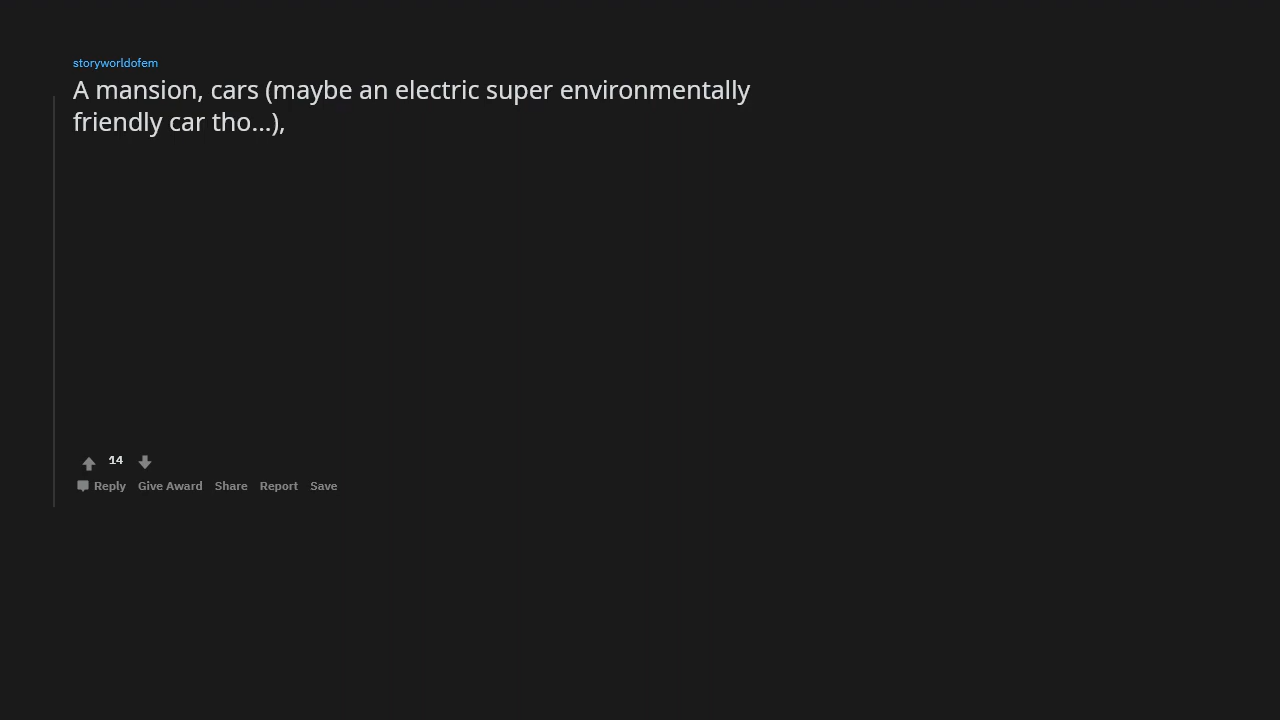 storyworldofem
A mansion, cars (maybe an electric super environmentally
friendly car tho...),
14
Reply Give Award Share Report Save